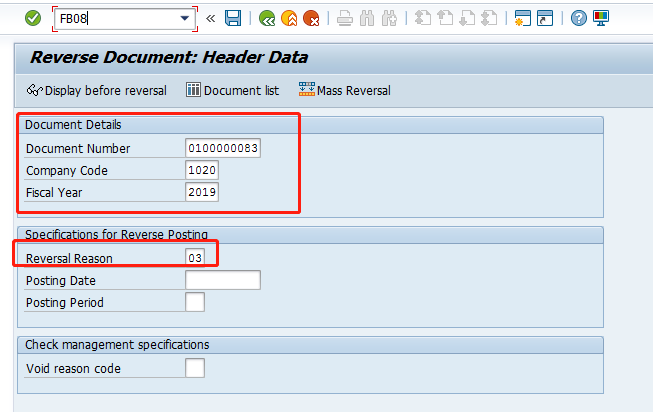 FB08
Reverse Document: Header Data
Display before reversal Document list Mass Reversal
Document Details
Document Number 0100000083
Company Code 1020
Fiscal Year 2019
Specifications for Reverse Posting
Reversal Reason 03
Posting Date
Posting Period
Check management specifications
Void reason code